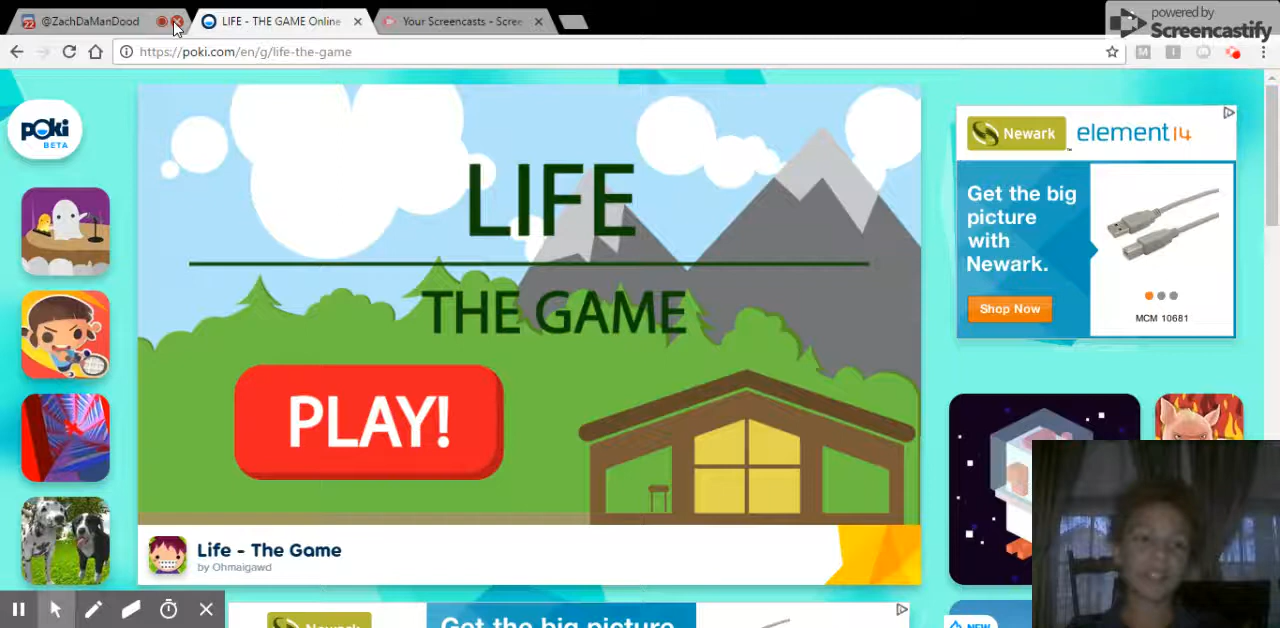 @ZachDaManDood
LIFE - THE GAME Online
Your Screencasts - Scree
powered by
Screencastify
https://poki.com/en/g/life-the-game
poki
BETA
LIFE
THE GAME
PLAY!
Life - The Game
by Ohmaigawd
Newark
element14
Get the big
picture
with
Newark.
Shop Now
MCM 10681
Newark
Get the big picture
NEW